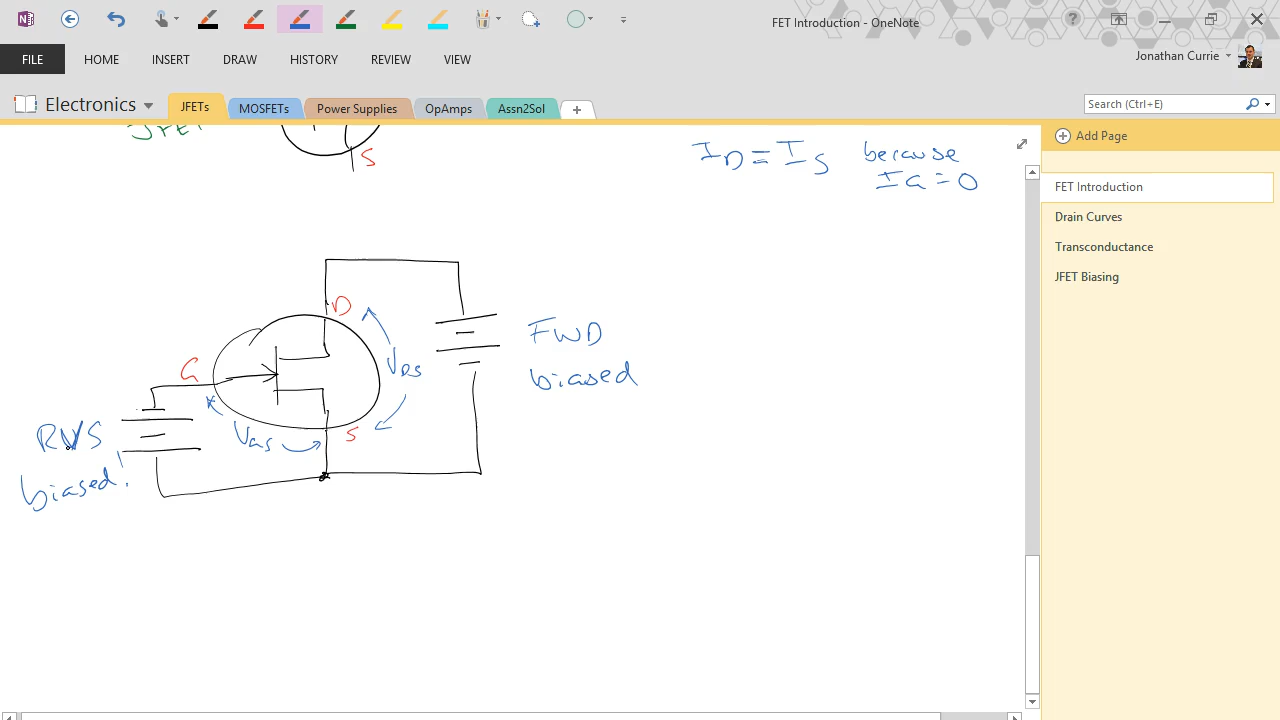 FET Introduction - OneNote
?
Jonathan Currie
FILE HOME INSERT DRAW HISTORY REVIEW VIEW
Electronics JFETs MOSFETs Power Supplies OpAmps Assn2Sol +
Search (Ctrl+E)
Add Page
FET Introduction
Drain Curves
Transconductance
JFET Biasing
JFET
S
ID = IS because
IG = 0
D
FWD
biased
G
VDS
VGS
S
RVS
biased!